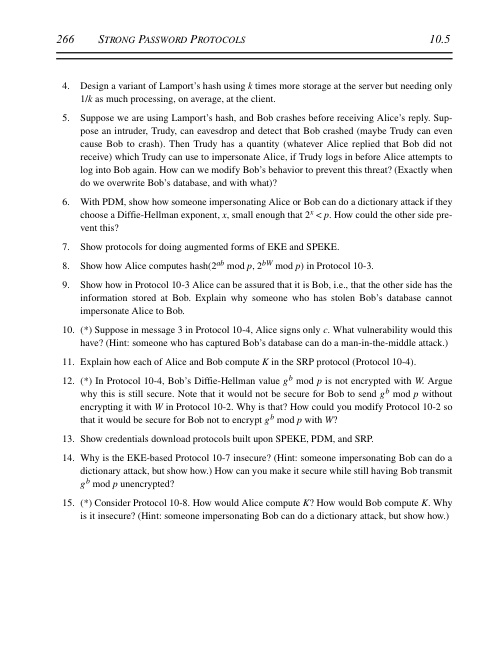 266 STRONG PASSWORD PROTOCOLS 10.5
4. Design a variant of Lamport's hash using k times more storage at the server but needing only
1/k as much processing, on average, at the client.
5. Suppose we are using Lamport's hash, and Bob crashes before receiving Alice's reply. Sup-
pose an intruder, Trudy, can eavesdrop and detect that Bob crashed (maybe Trudy can even
cause Bob to crash). Then Trudy has a quantity (whatever Alice replied that Bob did not
receive) which Trudy can use to impersonate Alice, if Trudy logs in before Alice attempts to
log into Bob again. How can we modify Bob's behavior to prevent this threat? (Exactly when
do we overwrite Bob's database, and with what)?
6. With PDM, show how someone impersonating Alice or Bob can do a dictionary attack if they
choose a Diffie-Hellman exponent, x, small enough that 2^x < p. How could the other side pre-
vent this?
7. Show protocols for doing augmented forms of EKE and SPEKE.
8. Show how Alice computes hash(2^ab mod p, 2^bW mod p) in Protocol 10-3.
9. Show how in Protocol 10-3 Alice can be assured that it is Bob, i.e., that the other side has the
information stored at Bob. Explain why someone who has stolen Bob's database cannot
impersonate Alice to Bob.
10. (*) Suppose in message 3 in Protocol 10-4, Alice signs only c. What vulnerability would this
have? (Hint: someone who has captured Bob's database can do a man-in-the-middle attack.)
11. Explain how each of Alice and Bob compute K in the SRP protocol (Protocol 10-4).
12. (*) In Protocol 10-4, Bob's Diffie-Hellman value g^b mod p is not encrypted with W. Argue
why this is still secure. Note that it would not be secure for Bob to send g^b mod p without
encrypting it with W in Protocol 10-2. Why is that? How could you modify Protocol 10-2 so
that it would be secure for Bob not to encrypt g^b mod p with W?
13. Show credentials download protocols built upon SPEKE, PDM, and SRP.
14. Why is the EKE-based Protocol 10-7 insecure? (Hint: someone impersonating Bob can do a
dictionary attack, but show how.) How can you make it secure while still having Bob transmit
g^b mod p unencrypted?
15. (*) Consider Protocol 10-8. How would Alice compute K? How would Bob compute K. Why
is it insecure? (Hint: someone impersonating Bob can do a dictionary attack, but show how.)